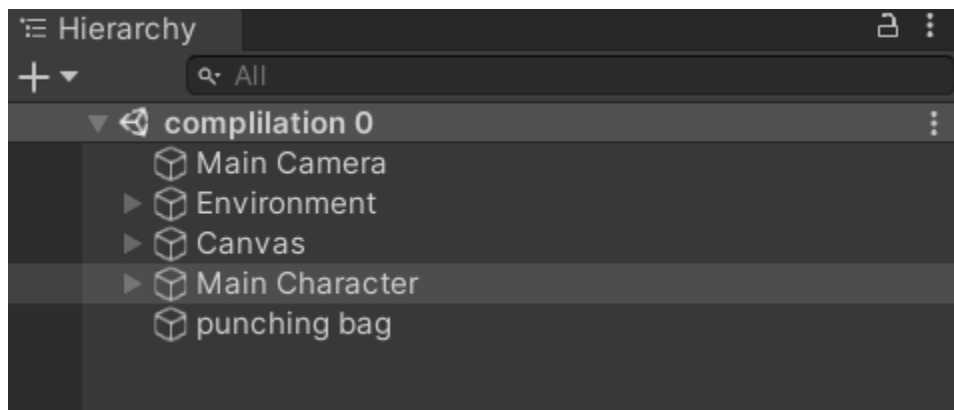 Hierarchy
All
complilation 0
Main Camera
Environment
Canvas
Main Character
punching bag